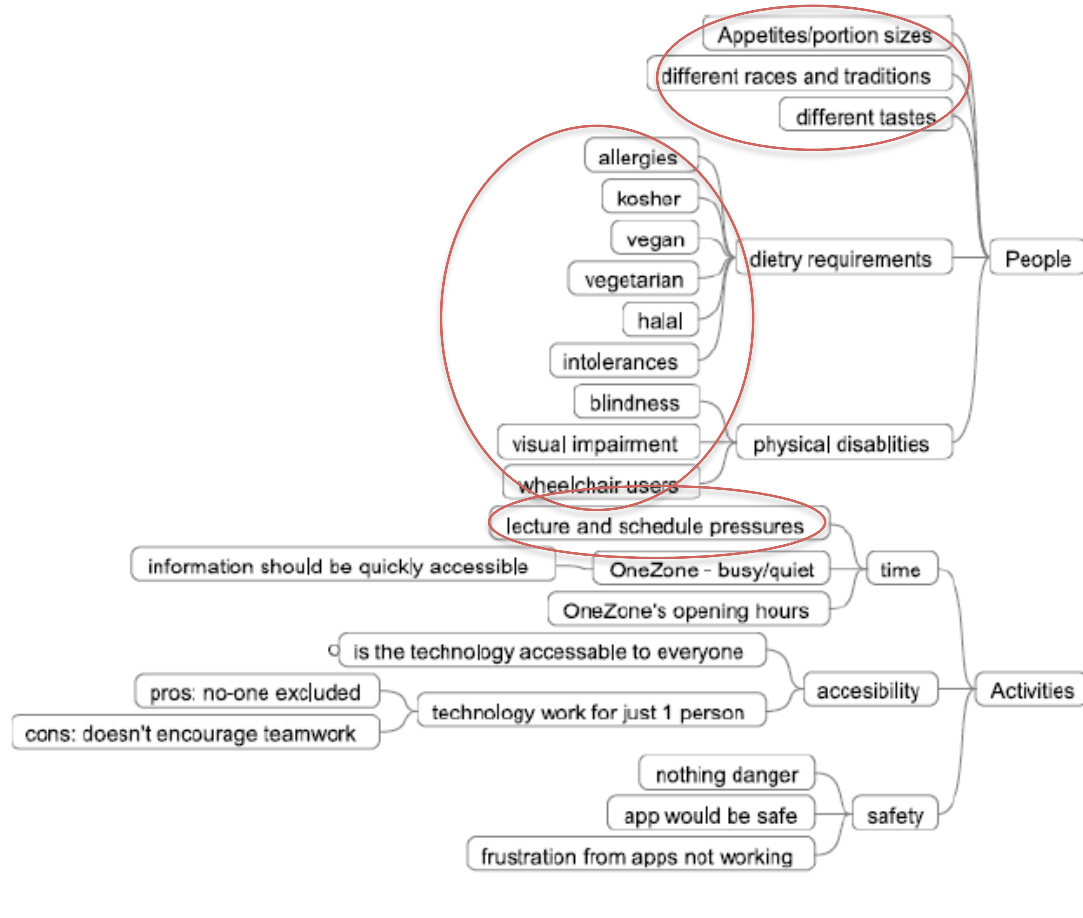 Appetites/portion sizes
different races and traditions
different tastes
allergies
kosher
vegan
dietry requirements
People
vegetarian
halal
intolerances
blindness
visual impairment
physical disablities
wheelchair users
lecture and schedule pressures
information should be quickly accessible
OneZone - busy/quiet
time
OneZone's opening hours
is the technology accessable to everyone
pros: no-one excluded
accesibility
Activities
technology work for just 1 person
cons: doesn't encourage teamwork
nothing danger
app would be safe
safety
frustration from apps not working